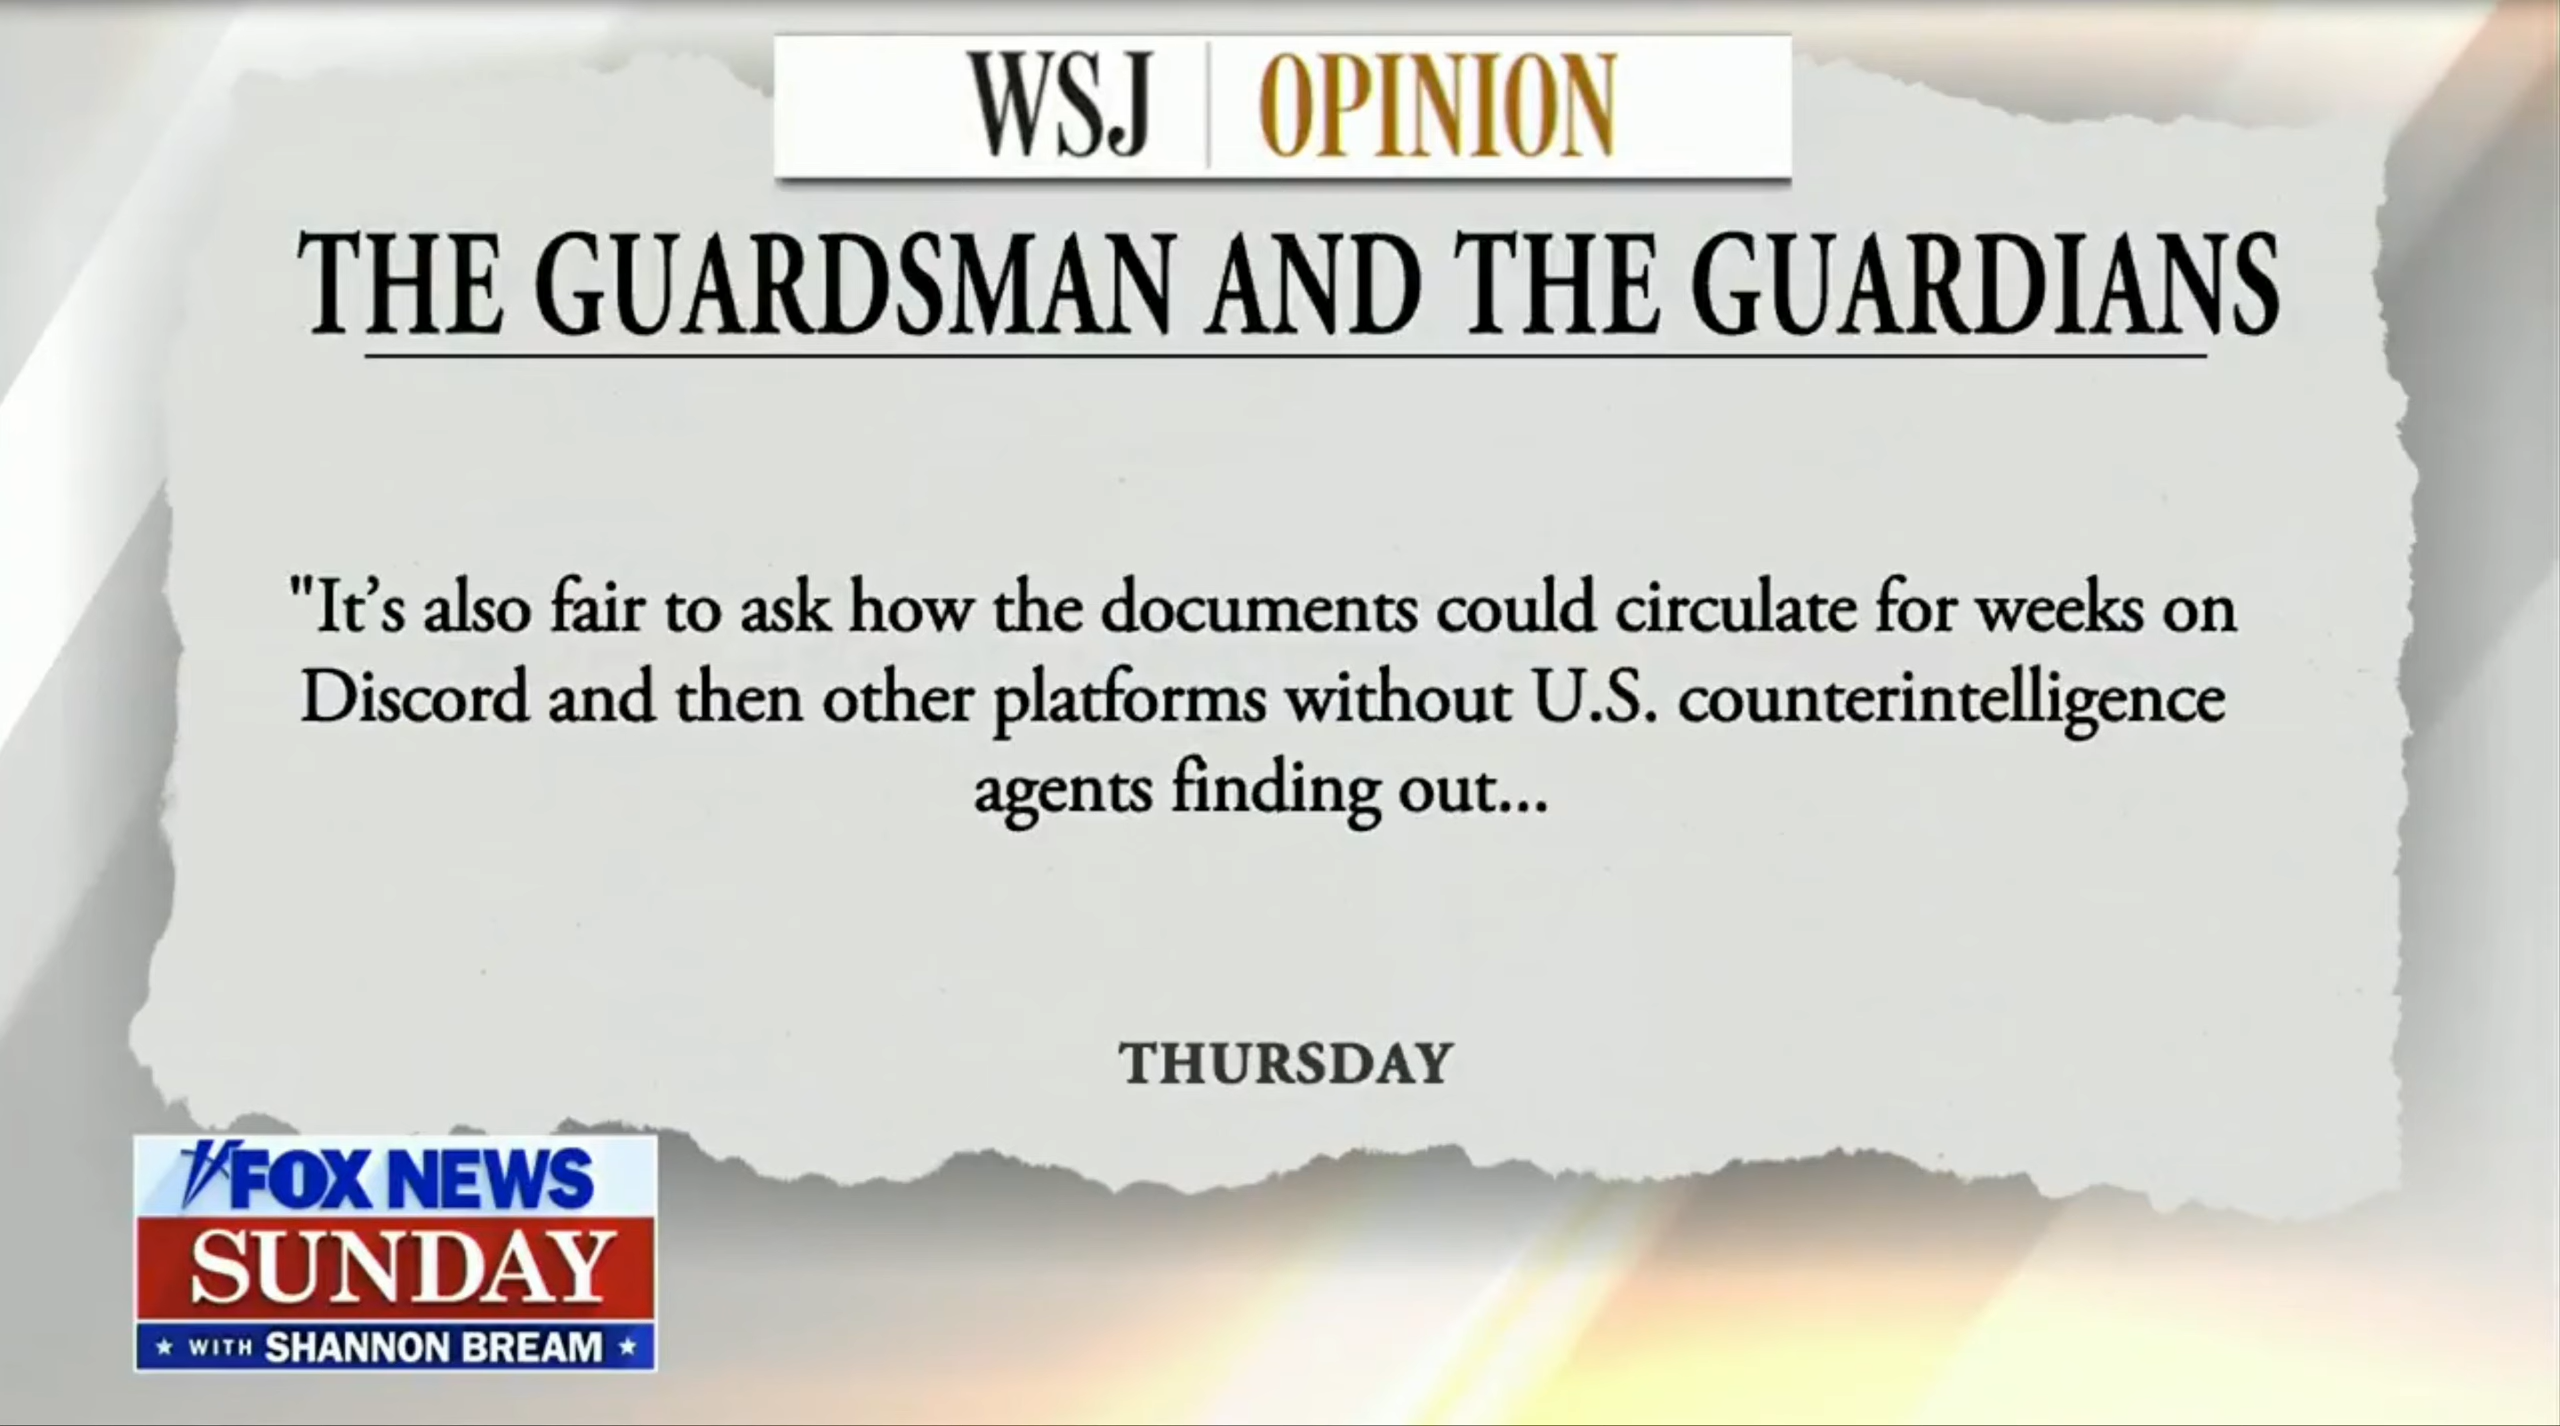 WSJ | OPINION
THE GUARDSMAN AND THE GUARDIANS
"It’s also fair to ask how the documents could circulate for weeks on
Discord and then other platforms without U.S. counterintelligence
agents finding out...
THURSDAY
FOX NEWS
SUNDAY
WITH SHANNON BREAM